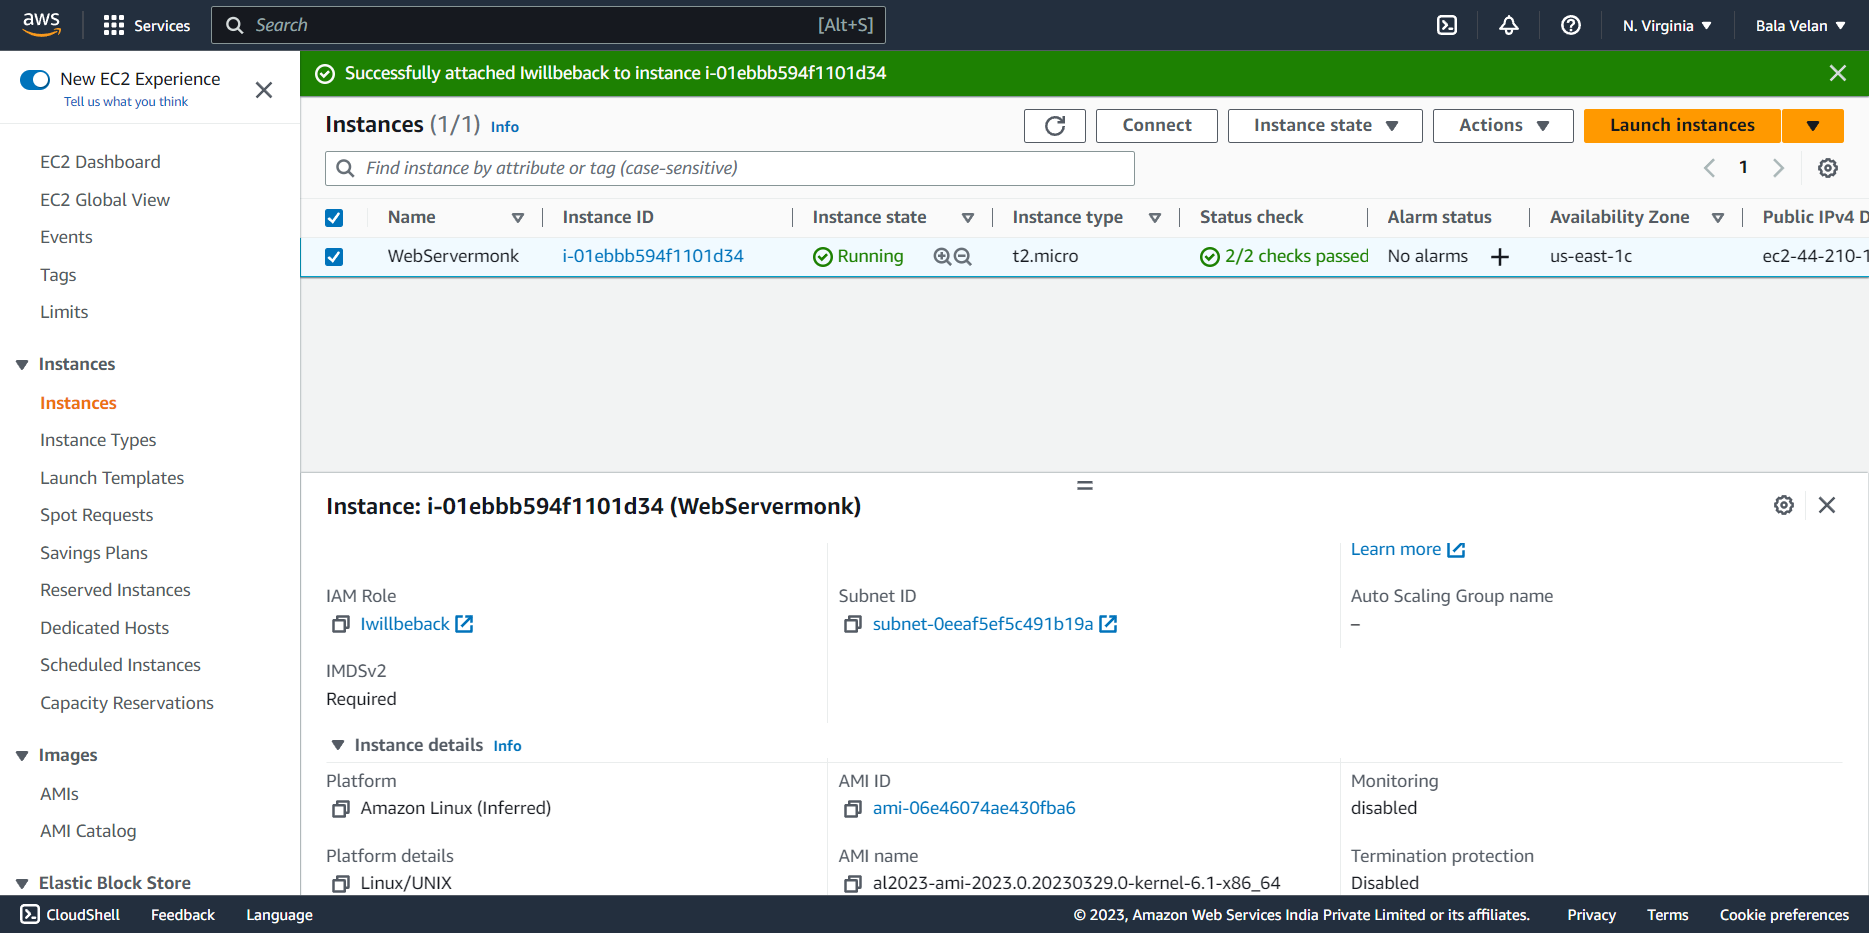 aws Services Search [Alt+S] N. Virginia Bala Velan
New EC2 Experience
Tell us what you think
EC2 Dashboard
EC2 Global View
Events
Tags
Limits
Instances
Instances
Instance Types
Launch Templates
Spot Requests
Savings Plans
Reserved Instances
Dedicated Hosts
Scheduled Instances
Capacity Reservations
Images
AMIs
AMI Catalog
Elastic Block Store
Successfully attached Iwillbeback to instance i-01ebbb594f1101d34
Instances (1/1) Info Connect Instance state Actions Launch instances
Find instance by attribute or tag (case-sensitive) 1
Name Instance ID Instance state Instance type Status check Alarm status Availability Zone Public IPv4 D
WebServermonk i-01ebbb594f1101d34 Running t2.micro 2/2 checks passed No alarms + us-east-1c ec2-44-210-1
Instance: i-01ebbb594f1101d34 (WebServermonk)
Learn more
IAM Role Subnet ID Auto Scaling Group name
Iwillbeback subnet-0eeaf5ef5c491b19a –
IMDSv2
Required
Instance details Info
Platform AMI ID Monitoring
Amazon Linux (Inferred) ami-06e46074ae430fba6 disabled
Platform details AMI name Termination protection
Linux/UNIX al2023-ami-2023.0.20230329.0-kernel-6.1-x86_64 Disabled
CloudShell Feedback Language © 2023, Amazon Web Services India Private Limited or its affiliates. Privacy Terms Cookie preferences